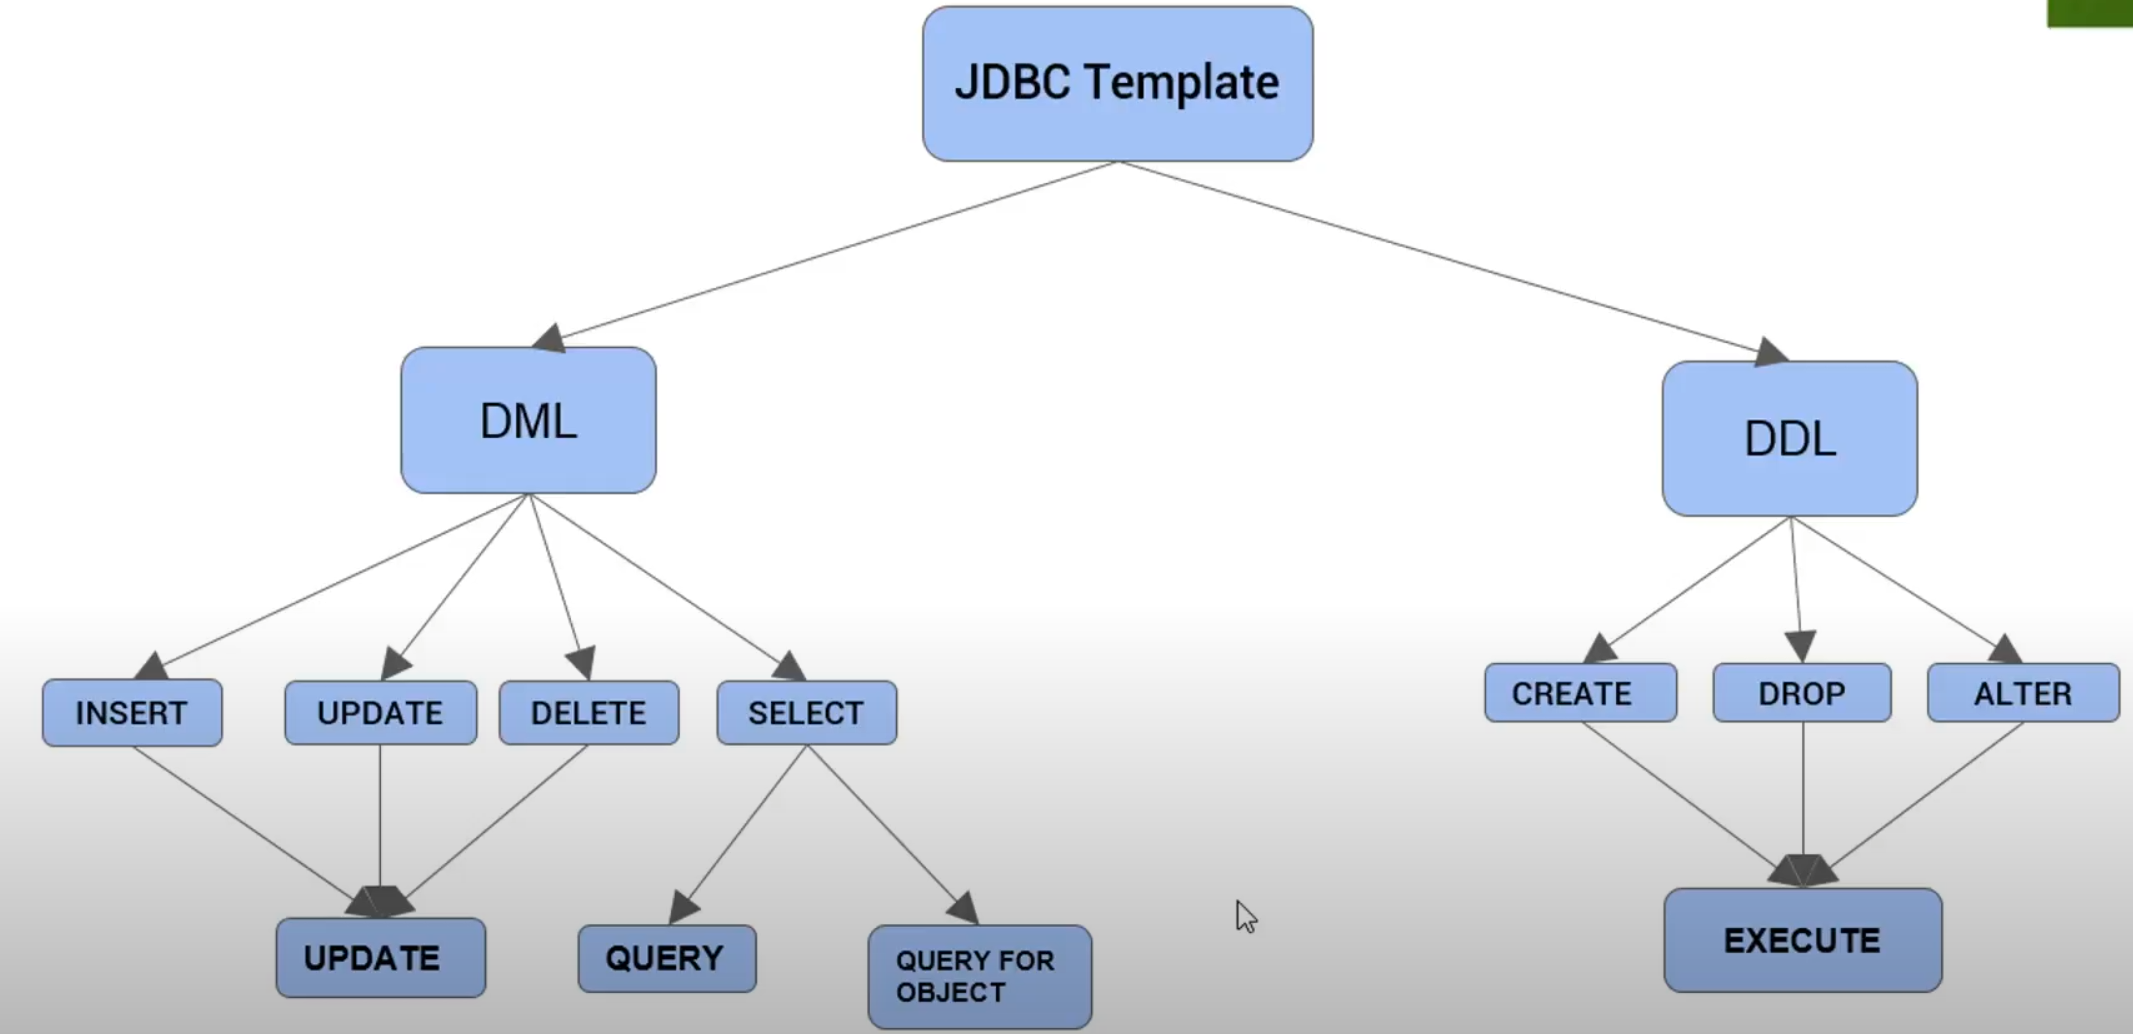 JDBC Template
DML
DDL
INSERT
UPDATE
DELETE
SELECT
CREATE
DROP
ALTER
UPDATE
QUERY
QUERY FOR
OBJECT
EXECUTE